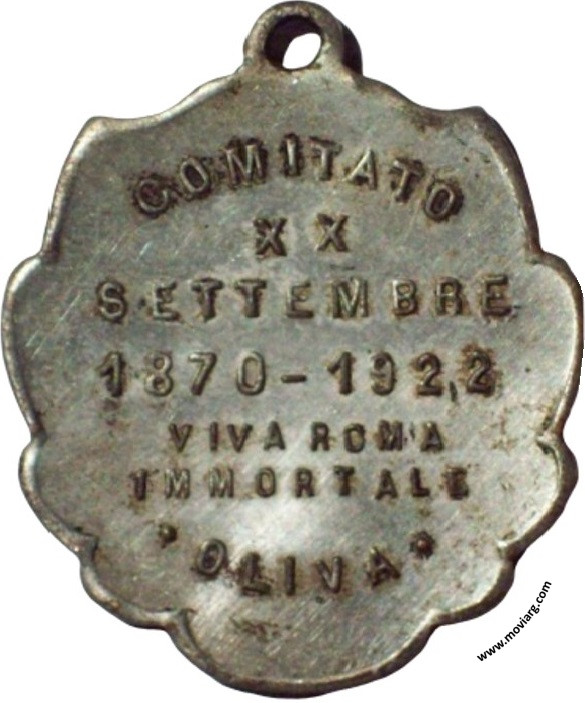 COMITATO
XX
SETTEMBRE
1870-1922
VIVA ROMA
IMMORTALE
*OLIVA*
www.moviarg.com